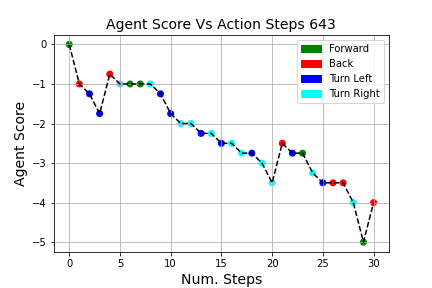 Agent Score Vs Action Steps 643
Forward
Back
Turn Left
Turn Right
0
−1
−2
−3
−4
−5
Agent Score
0 5 10 15 20 25 30
Num. Steps